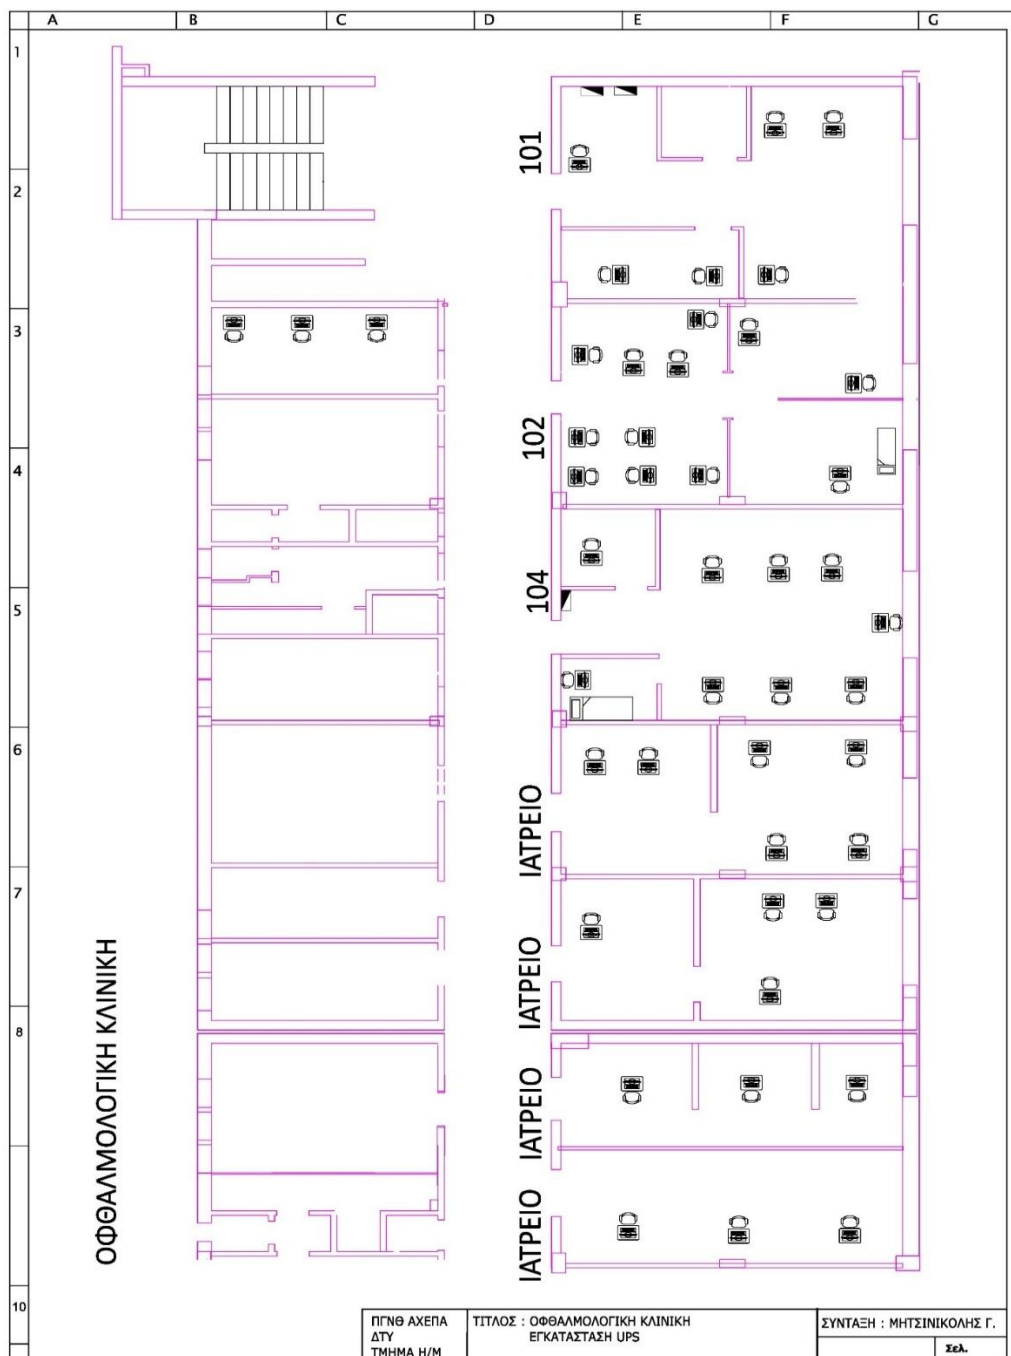 A B C D E F G
1
2
3
4
5
6
7
8
10
101
102
104
ΙΑΤΡΕΙΟ
ΙΑΤΡΕΙΟ
ΙΑΤΡΕΙΟ
ΙΑΤΡΕΙΟ
ΟΦΘΑΛΜΟΛΟΓΙΚΗ ΚΛΙΝΙΚΗ
ΠΓΝΘ ΑΧΕΠΑ
ΔΤΥ
ΤΜΗΜΑ Η/Μ
ΤΙΤΛΟΣ : ΟΦΘΑΛΜΟΛΟΓΙΚΗ ΚΛΙΝΙΚΗ
ΕΓΚΑΤΑΣΤΑΣΗ UPS
ΣΥΝΤΑΞΗ : ΜΗΤΣΙΝΙΚΟΛΗΣ Γ.
Σελ.